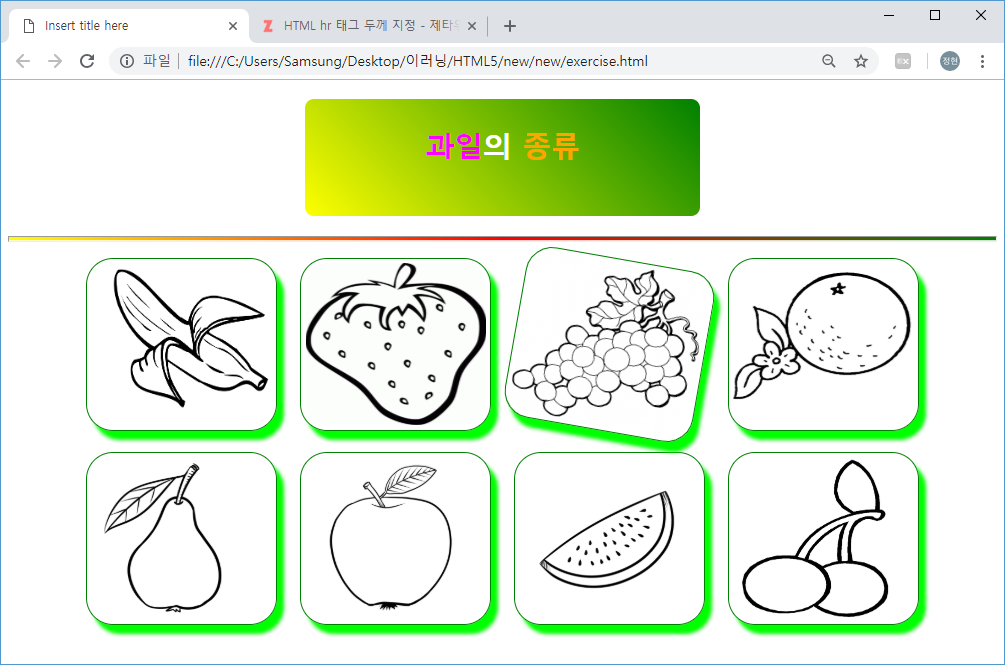 Insert title here
HTML hr 태그 두께 지정 - 제타
파일
file:///C:/Users/Samsung/Desktop/이러닝/HTML5/new/new/exercise.html
정현
과일의 종류